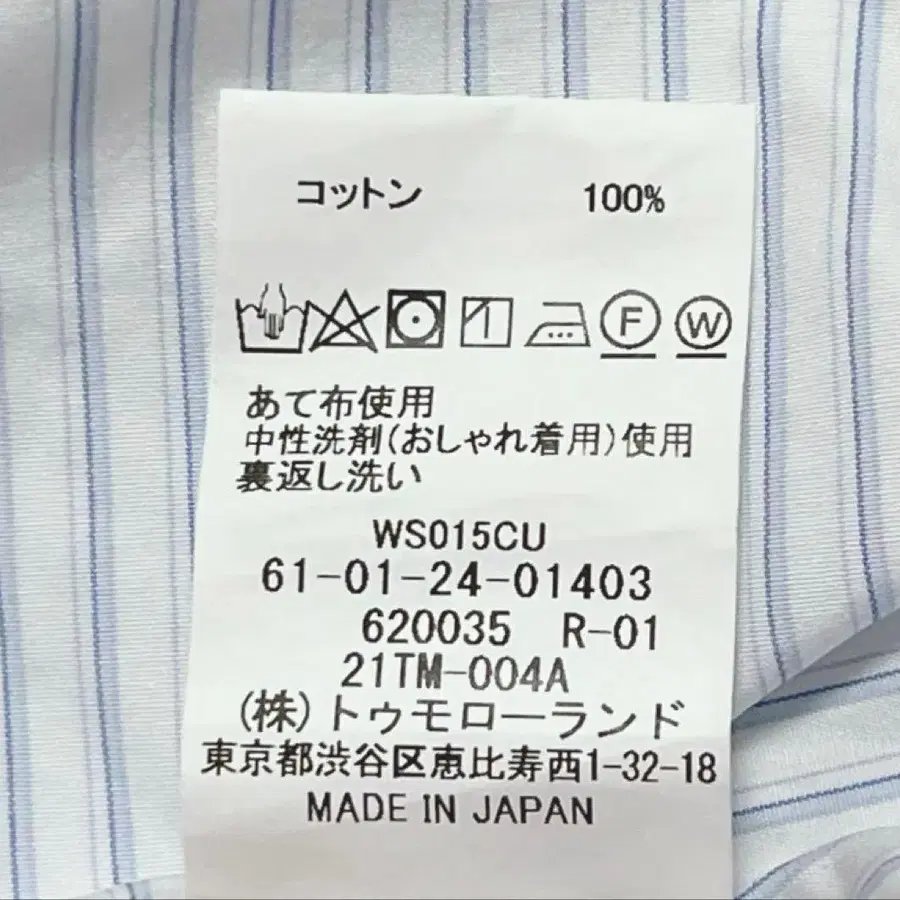 コットン 100%
F W
あて布使用
中性洗剤(おしゃれ着用)使用
裏返し洗い
WS015CU
61-01-24-01403
620035 R-01
21TM-004A
(株)トゥモローランド
東京都渋谷区恵比寿西1-32-18
MADE IN JAPAN